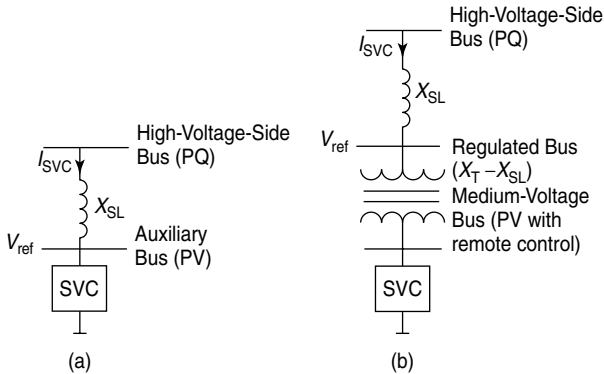 High-Voltage-Side
Bus (PQ)
I_SVC
X_SL
V_ref
Auxiliary
Bus (PV)
SVC
(a)
High-Voltage-Side
Bus (PQ)
I_SVC
X_SL
V_ref
Regulated Bus
(X_T – X_SL)
Medium-Voltage
Bus (PV with
remote control)
SVC
(b)